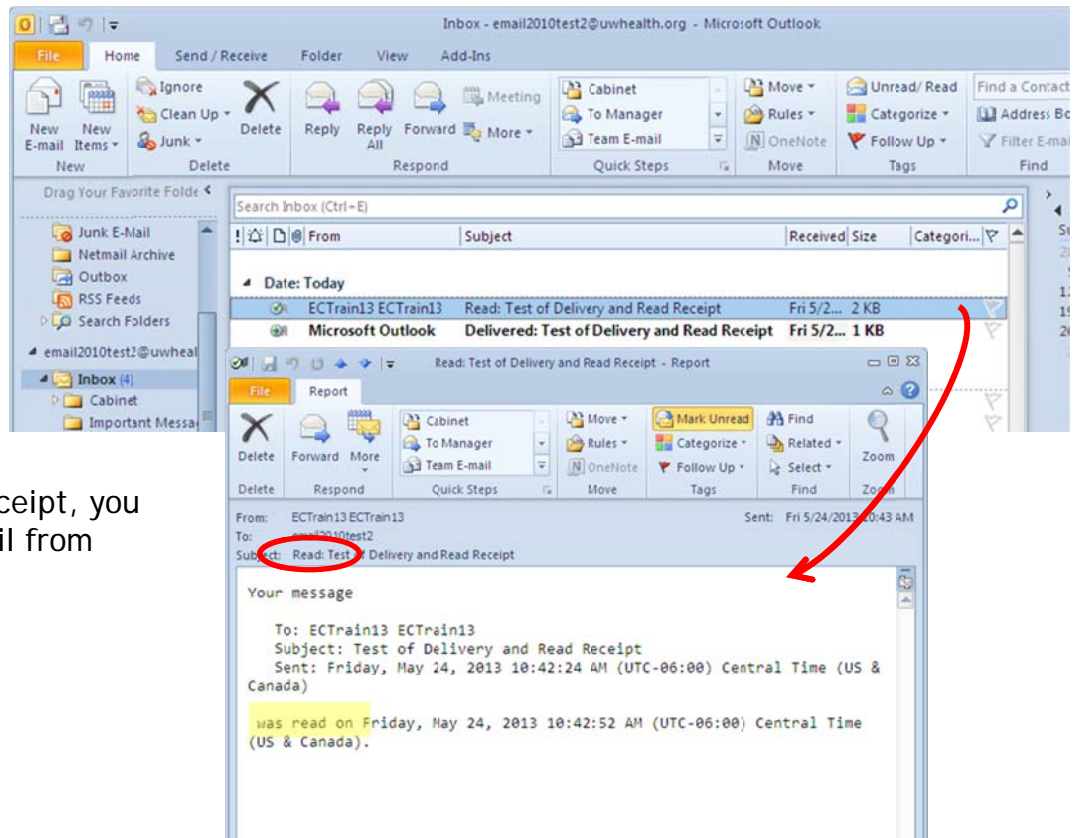 Inbox - email2010test2@uwhealth.org - Microsoft Outlook
File Home Send / Receive Folder View Add-Ins
New E-mail
New Items
Ignore
Clean Up
Junk
Delete
Reply
Reply All
Forward
Meeting
More
Cabinet
To Manager
Team E-mail
Move
Rules
OneNote
Unread/ Read
Categorize
Follow Up
Find a Contact
Address Bo
Filter E-mai
New Delete Respond Quick Steps Move Tags Find
Drag Your Favorite Folde
Junk E-Mail
Netmail Archive
Outbox
RSS Feeds
Search Folders
email2010test2@uwheal
Inbox (4)
Cabinet
Important Messa
Search Inbox (Ctrl+E)
! From Subject Received Size Categori...
Date: Today
ECTrain13 ECTrain13 Read: Test of Delivery and Read Receipt Fri 5/2... 2 KB
Microsoft Outlook Delivered: Test of Delivery and Read Receipt Fri 5/2... 1 KB
Su
12
19
26
ceipt, you
il from
Read: Test of Delivery and Read Receipt - Report
File Report
Delete
Forward
More
Cabinet
To Manager
Team E-mail
Move
Rules
OneNote
Mark Unread
Categorize
Follow Up
Find
Related
Select
Zoom
Delete Respond Quick Steps Move Tags Find Zoom
From: ECTrain13 ECTrain13 Sent: Fri 5/24/2013 10:43 AM
To: email2010test2
Subject: Read: Test of Delivery and Read Receipt
Your message
To: ECTrain13 ECTrain13
Subject: Test of Delivery and Read Receipt
Sent: Friday, May 24, 2013 10:42:24 AM (UTC-06:00) Central Time (US &
Canada)
was read on Friday, May 24, 2013 10:42:52 AM (UTC-06:00) Central Time
(US & Canada).